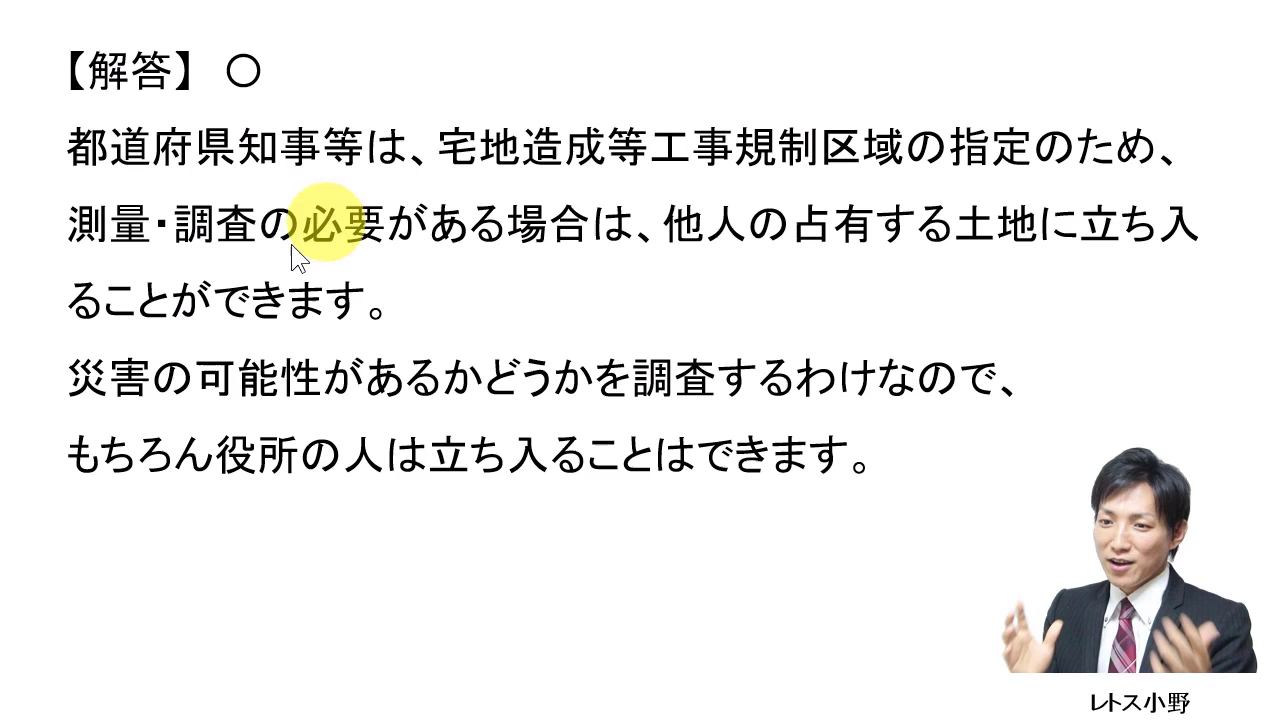 【解答】 〇
都道府県知事等は、宅地造成等工事規制区域の指定のため、
測量・調査の必要がある場合は、他人の占有する土地に立ち入
ることができます。
災害の可能性があるかどうかを調査するわけなので、
もちろん役所の人は立ち入ることはできます。
レトス小野